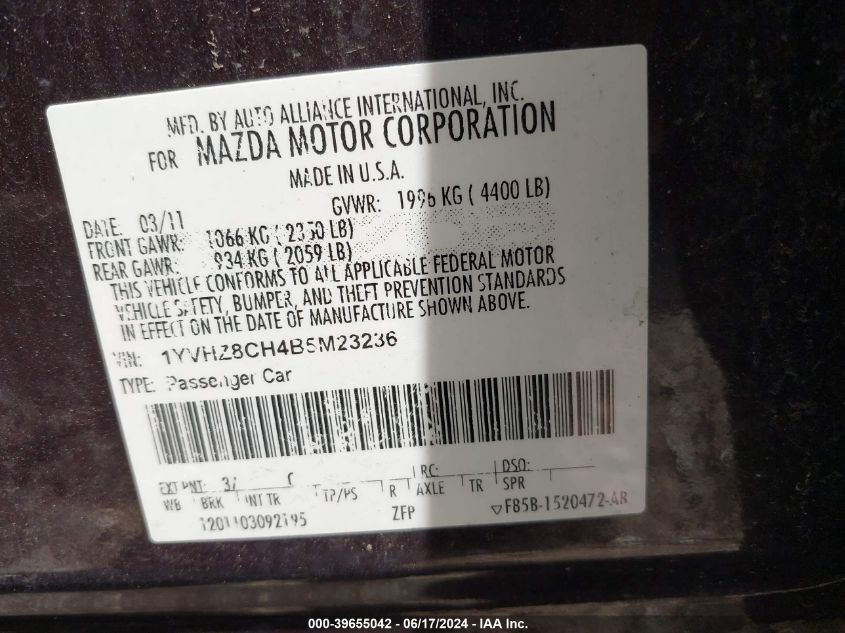 MFD. BY AUTO ALLIANCE INTERNATIONAL, INC.
FOR MAZDA MOTOR CORPORATION
MADE IN U.S.A.
DATE: 03/11 GVWR: 1996 KG ( 4400 LB)
FRONT GAWR: 1066 KG ( 2350 LB)
REAR GAWR: 934 KG ( 2059 LB)
THIS VEHICLE CONFORMS TO ALL APPLICABLE FEDERAL MOTOR
VEHICLE SAFETY, BUMPER, AND THEFT PREVENTION STANDARDS
IN EFFECT ON THE DATE OF MANUFACTURE SHOWN ABOVE.
VIN: 1YVHZ8CH4B5M23236
TYPE: Passenger Car
EXT PNT: RC: DSO:
WB BRK INT TR TP/PS R AXLE TR SPR
1201103092195 ZFP ▽F85B-1520472-AR
000-39655042 - 06/17/2024 - IAA Inc.